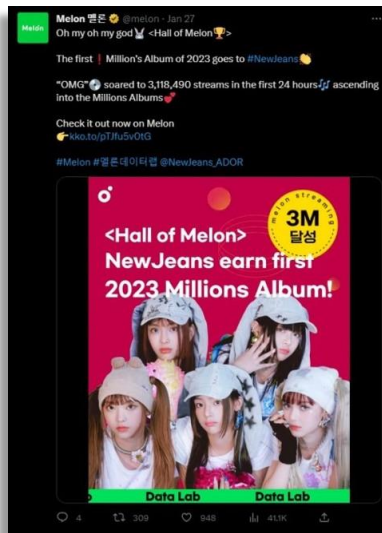 Melon
Melon 멜론 @melon · Jan 27
Oh my oh my god <Hall of Melon🏆>
The first ❗ Million's Album of 2023 goes to #NewJeans👏
"OMG"💿 soared to 3,118,490 streams in the first 24 hours🎶 ascending
into the Millions Albums💕
Check it out now on Melon
👉kko.to/pTJfu5v0tG
#Melon #멜론데이터랩 @NewJeans_ADOR
melon streaming
3M
달성
<Hall of Melon>
NewJeans earn first
2023 Millions Album!
Data Lab
Data Lab
4 309 948 41.1K